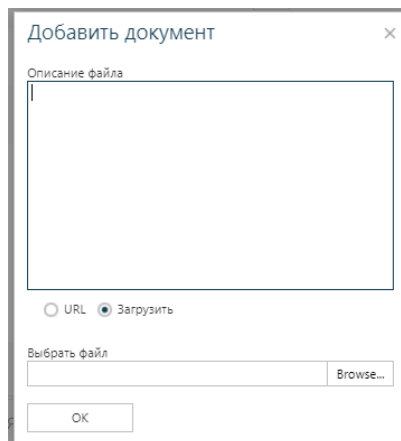 Добавить документ
Описание файла
URL Загрузить
Выбрать файл
Browse...
OK